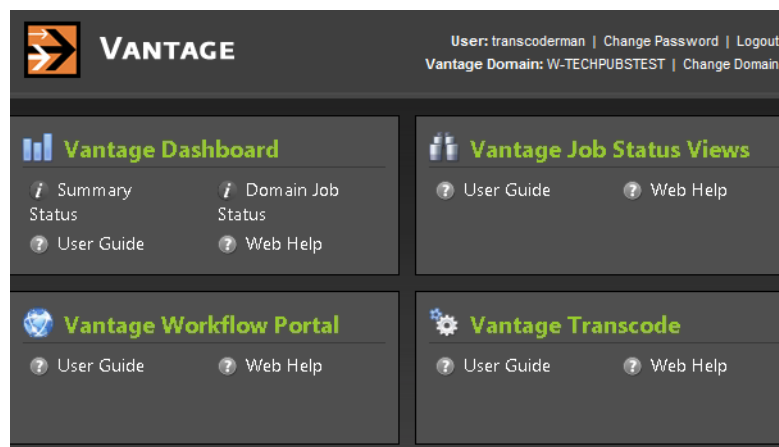 VANTAGE
User: transcoderman | Change Password | Logout
Vantage Domain: W-TECHPUBSTEST | Change Domain
Vantage Dashboard
Summary Status
Domain Job Status
User Guide
Web Help
Vantage Job Status Views
User Guide
Web Help
Vantage Workflow Portal
User Guide
Web Help
Vantage Transcode
User Guide
Web Help